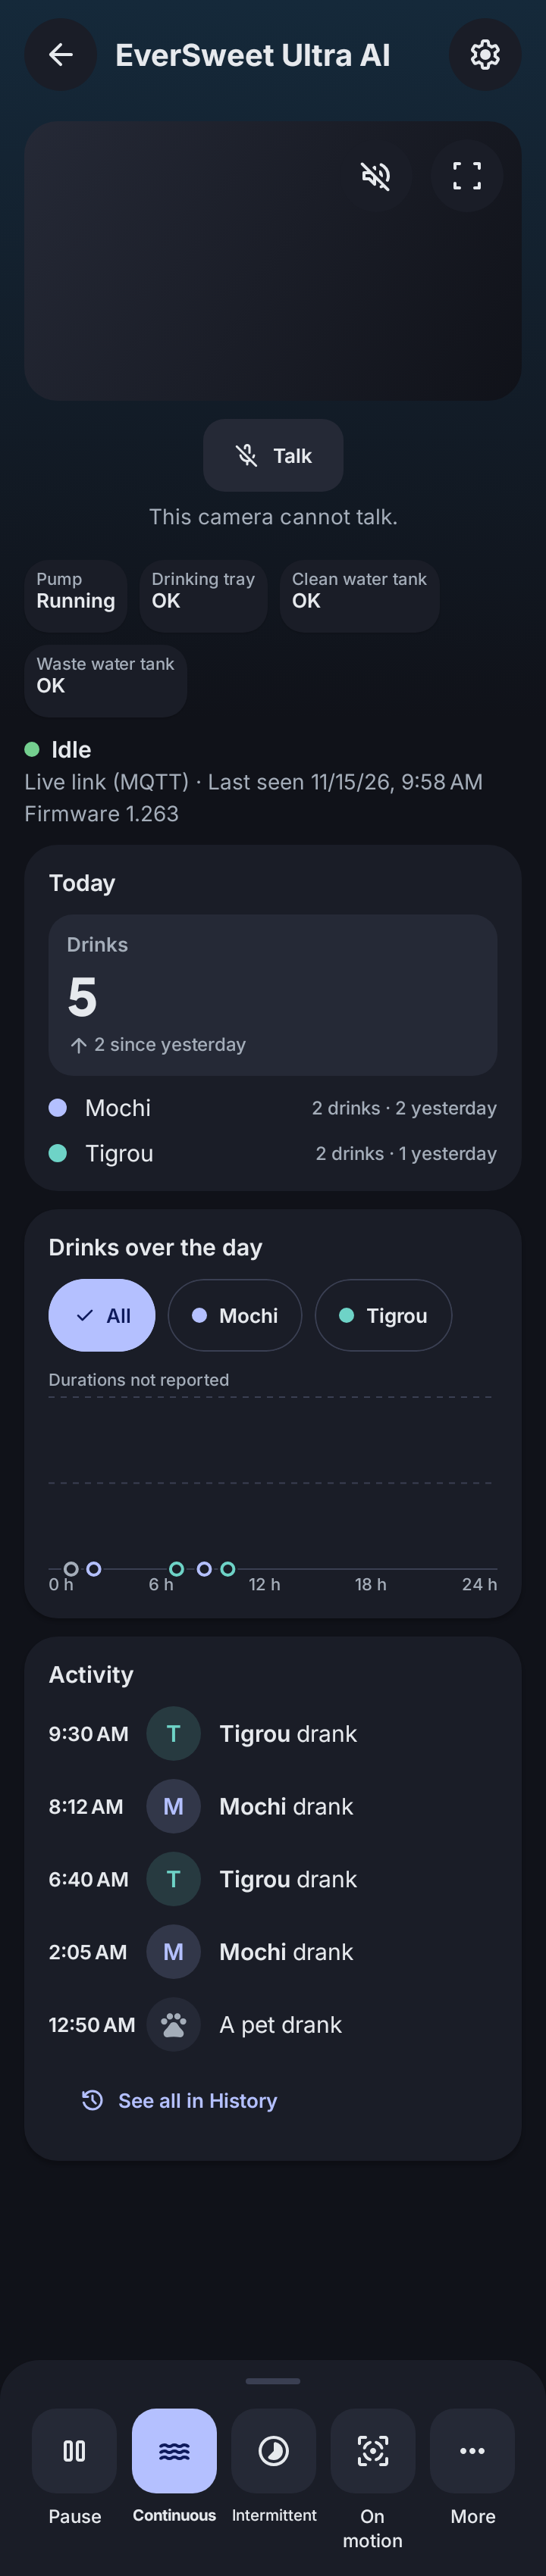 EverSweet Ultra AI
Talk
This camera cannot talk.
Pump
Running
Drinking tray
OK
Clean water tank
OK
Waste water tank
OK
Idle
Live link (MQTT) · Last seen 11/15/26, 9:58 AM
Firmware 1.263
Today
Drinks
5
↑ 2 since yesterday
Mochi
2 drinks · 2 yesterday
Tigrou
2 drinks · 1 yesterday
Drinks over the day
All
Mochi
Tigrou
Durations not reported
0 h
6 h
12 h
18 h
24 h
Activity
9:30 AM
T
Tigrou drank
8:12 AM
M
Mochi drank
6:40 AM
T
Tigrou drank
2:05 AM
M
Mochi drank
12:50 AM
A pet drank
See all in History
Pause
Continuous
Intermittent
On
motion
More